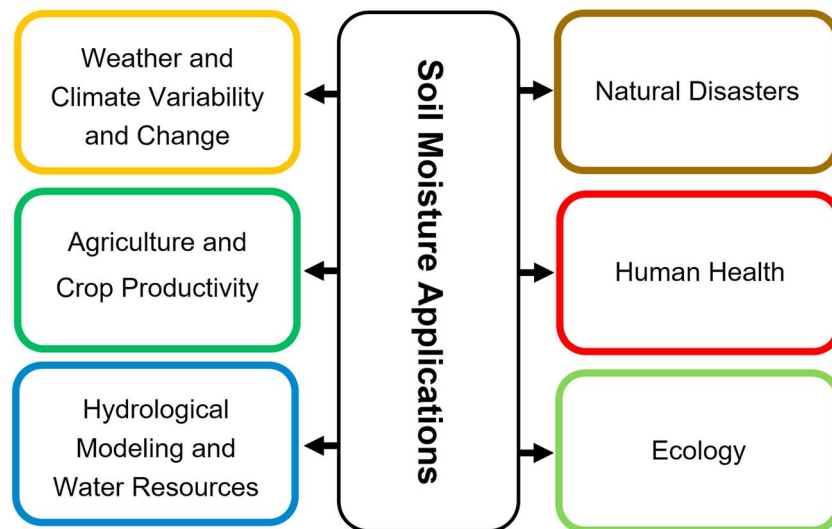 Weather and
Climate Variability
and Change
Agriculture and
Crop Productivity
Hydrological
Modeling and
Water Resources
Soil Moisture Applications
Natural Disasters
Human Health
Ecology